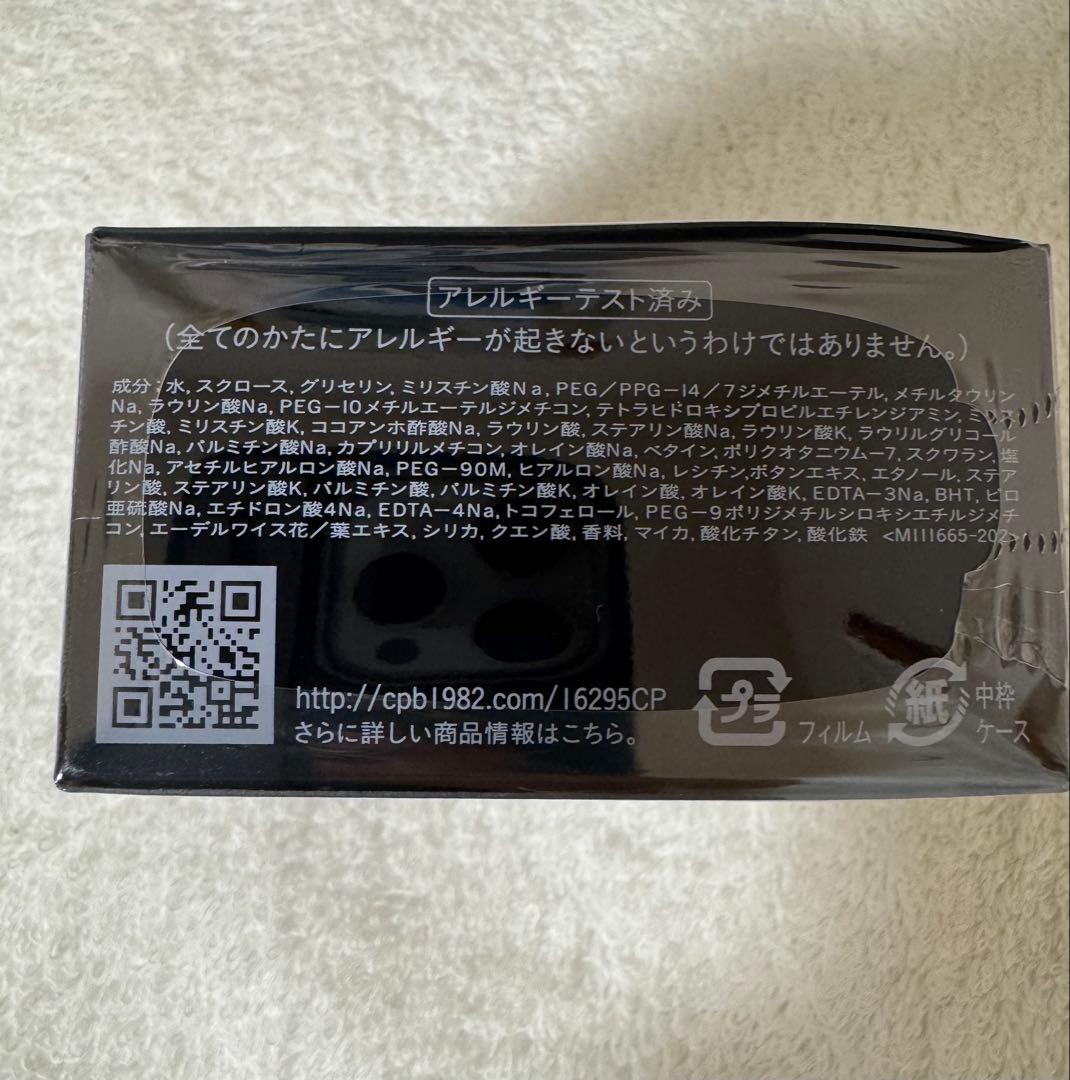 アレルギーテスト済み
(全てのかたにアレルギーが起きないというわけではありません。)
成分:水, スクロース, グリセリン, ミリスチン酸Na, PEG/PPG-14/7ジメチルエーテル, メチルタウリン
Na, ラウリン酸Na, PEG-10メチルエーテルジメチコン, テトラヒドロキシプロピルエチレンジアミン, ミリス
チン酸, ミリスチン酸K, ココアンホ酢酸Na, ラウリン酸, ステアリン酸Na, ラウリン酸K, ラウリルグリコール
酢酸Na, パルミチン酸Na, カプリリルメチコン, オレイン酸Na, ベタイン, ポリクオタニウム-7, スクワラン, 塩
化Na, アセチルヒアルロン酸Na, PEG-90M, ヒアルロン酸Na, レシチン, ボタンエキス, エタノール, ステア
リン酸, ステアリン酸K, パルミチン酸, パルミチン酸K, オレイン酸, オレイン酸K, EDTA-3Na, BHT, ピロ
亜硫酸Na, エチドロン酸4Na, EDTA-4Na, トコフェロール, PEG-9ポリジメチルシロキシエチルジメチ
コン, エーデルワイス花/葉エキス, シリカ, クエン酸, 香料, マイカ, 酸化チタン, 酸化鉄 <M111665-202>
http://cpb1982.com/16295CP
さらに詳しい商品情報はこちら。
プラ
フィルム
紙
中枠
ケース